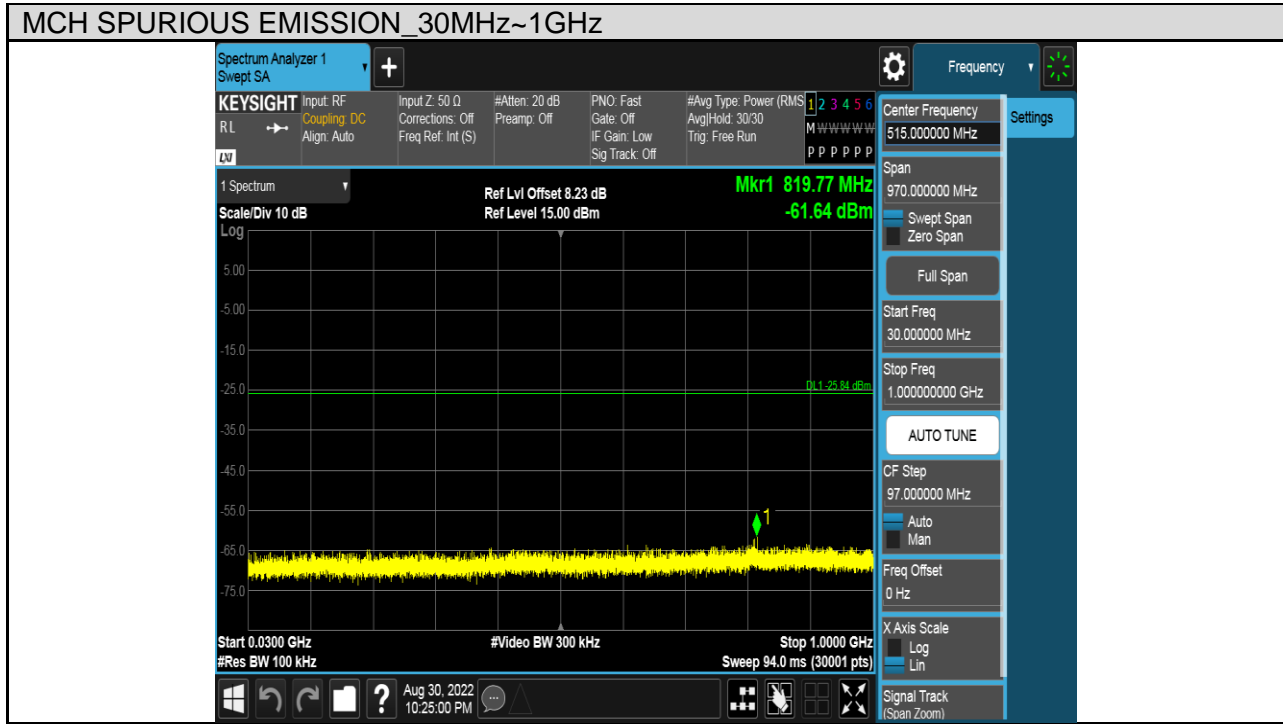 MCH SPURIOUS EMISSION_30MHz~1GHz
Spectrum Analyzer 1
Swept SA
+
Frequency
KEYSIGHT
RL
LXI
Input: RF
Coupling: DC
Align: Auto
Input Z: 50 Ω
Corrections: Off
Freq Ref: Int (S)
#Atten: 20 dB
Preamp: Off
PNO: Fast
Gate: Off
IF Gain: Low
Sig Track: Off
#Avg Type: Power (RMS
Avg|Hold: 30/30
Trig: Free Run
1 2 3 4 5 6
M W W W W W
P P P P P P
1 Spectrum
Scale/Div 10 dB
Ref Lvl Offset 8.23 dB
Ref Level 15.00 dBm
Mkr1 819.77 MHz
-61.64 dBm
Log
5.00
-5.00
-15.0
-25.0
DL1 -25.84 dBm
-35.0
-45.0
-55.0
1
-65.0
-75.0
Start 0.0300 GHz
#Video BW 300 kHz
Stop 1.0000 GHz
#Res BW 100 kHz
Sweep 94.0 ms (30001 pts)
?
Aug 30, 2022
10:25:00 PM
Center Frequency
515.000000 MHz
Settings
Span
970.000000 MHz
Swept Span
Zero Span
Full Span
Start Freq
30.000000 MHz
Stop Freq
1.000000000 GHz
AUTO TUNE
CF Step
97.000000 MHz
Auto
Man
Freq Offset
0 Hz
X Axis Scale
Log
Lin
Signal Track
(Span Zoom)